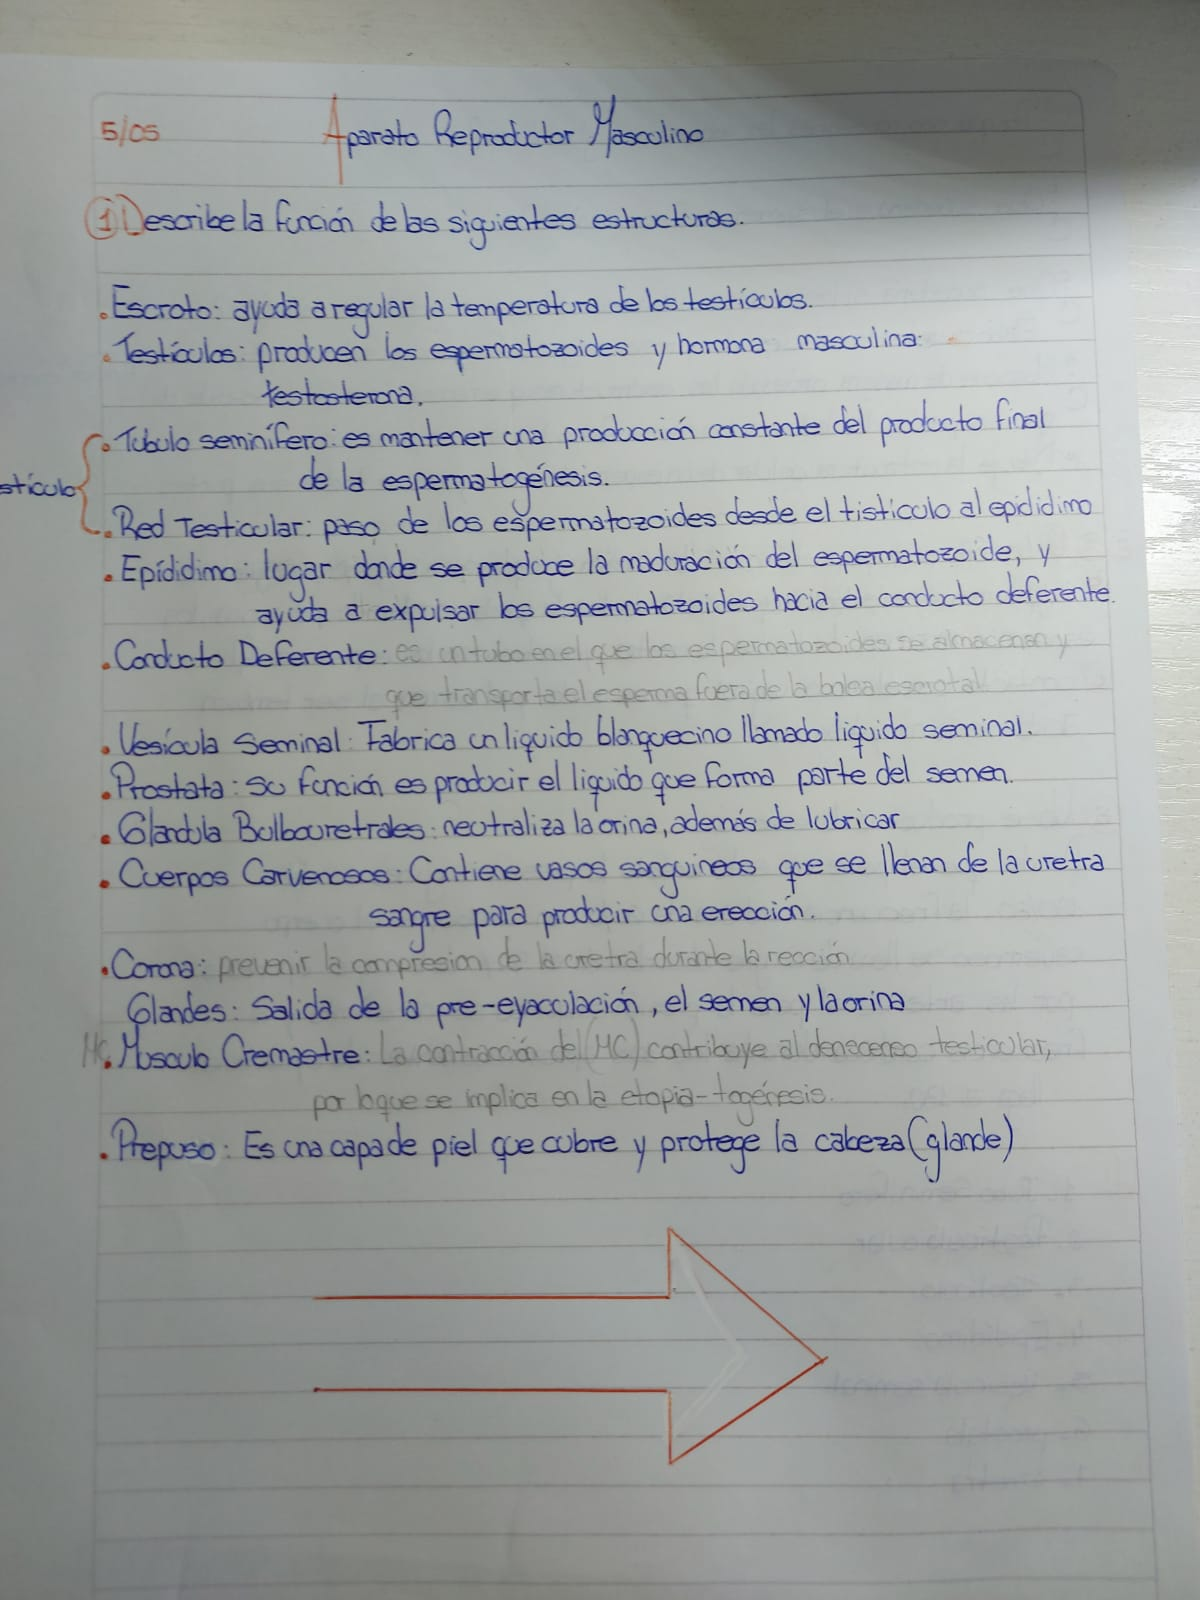 5/05 Aparato Reproductor Masculino
1 Describe la función de las siguientes estructuras.
. Escroto: ayuda a regular la temperatura de los testículos.
. Testículos: producen los espermatozoides y hormona masculina:
testosterona.
. Tubulo seminífero: es mantener una producción constante del producto final
de la espermatogénesis.
stículo
. Red Testicular: paso de los espermatozoides desde el tistículo al epididimo
. Epídidimo: lugar donde se produce la maduración del espermatozoide, y
ayuda a expulsar los espermatozoides hacia el conducto deferente.
. Conducto Deferente: es un tubo en el que los espermatozoides se almacenan y
que transporta el esperma fuera de la bolsa escrotal
. Vesícula Seminal: Fabrica un liquido blanquecino llamado liquido seminal.
. Prostata: su función es producir el liquido que forma parte del semen.
. Glandula Bulbouretrales: neutraliza la orina, además de lubricar
. Cuerpos Carvenosos: Contiene vasos sanguineos que se llenan de la uretra
sangre para producir una erección.
. Corona: prevenir la compresion de la uretra durante la rección
Glandes: Salida de la pre-eyaculación, el semen y la orina
MC. Musculo Cremastre: La contracción del (MC) contribuye al denscenso testicular,
por lo que se implica en la etopia-togénesis.
. Prepuso: Es una capa de piel que cubre y protege la cabeza (glande)